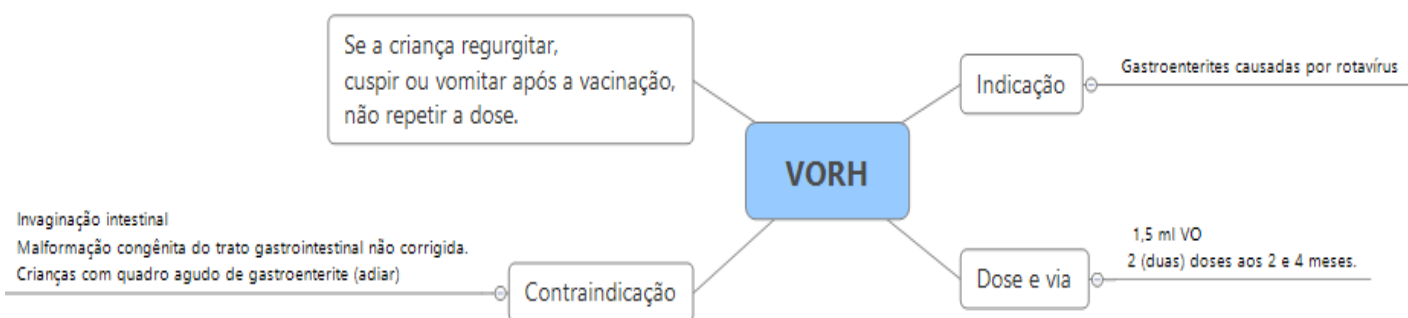 Se a criança regurgitar,
cuspir ou vomitar após a vacinação,
não repetir a dose.
Indicação
Gastroenterites causadas por rotavírus
VORH
Invaginação intestinal
Malformação congênita do trato gastrointestinal não corrigida.
Crianças com quadro agudo de gastroenterite (adiar)
Contraindicação
Dose e via
1,5 ml VO
2 (duas) doses aos 2 e 4 meses.